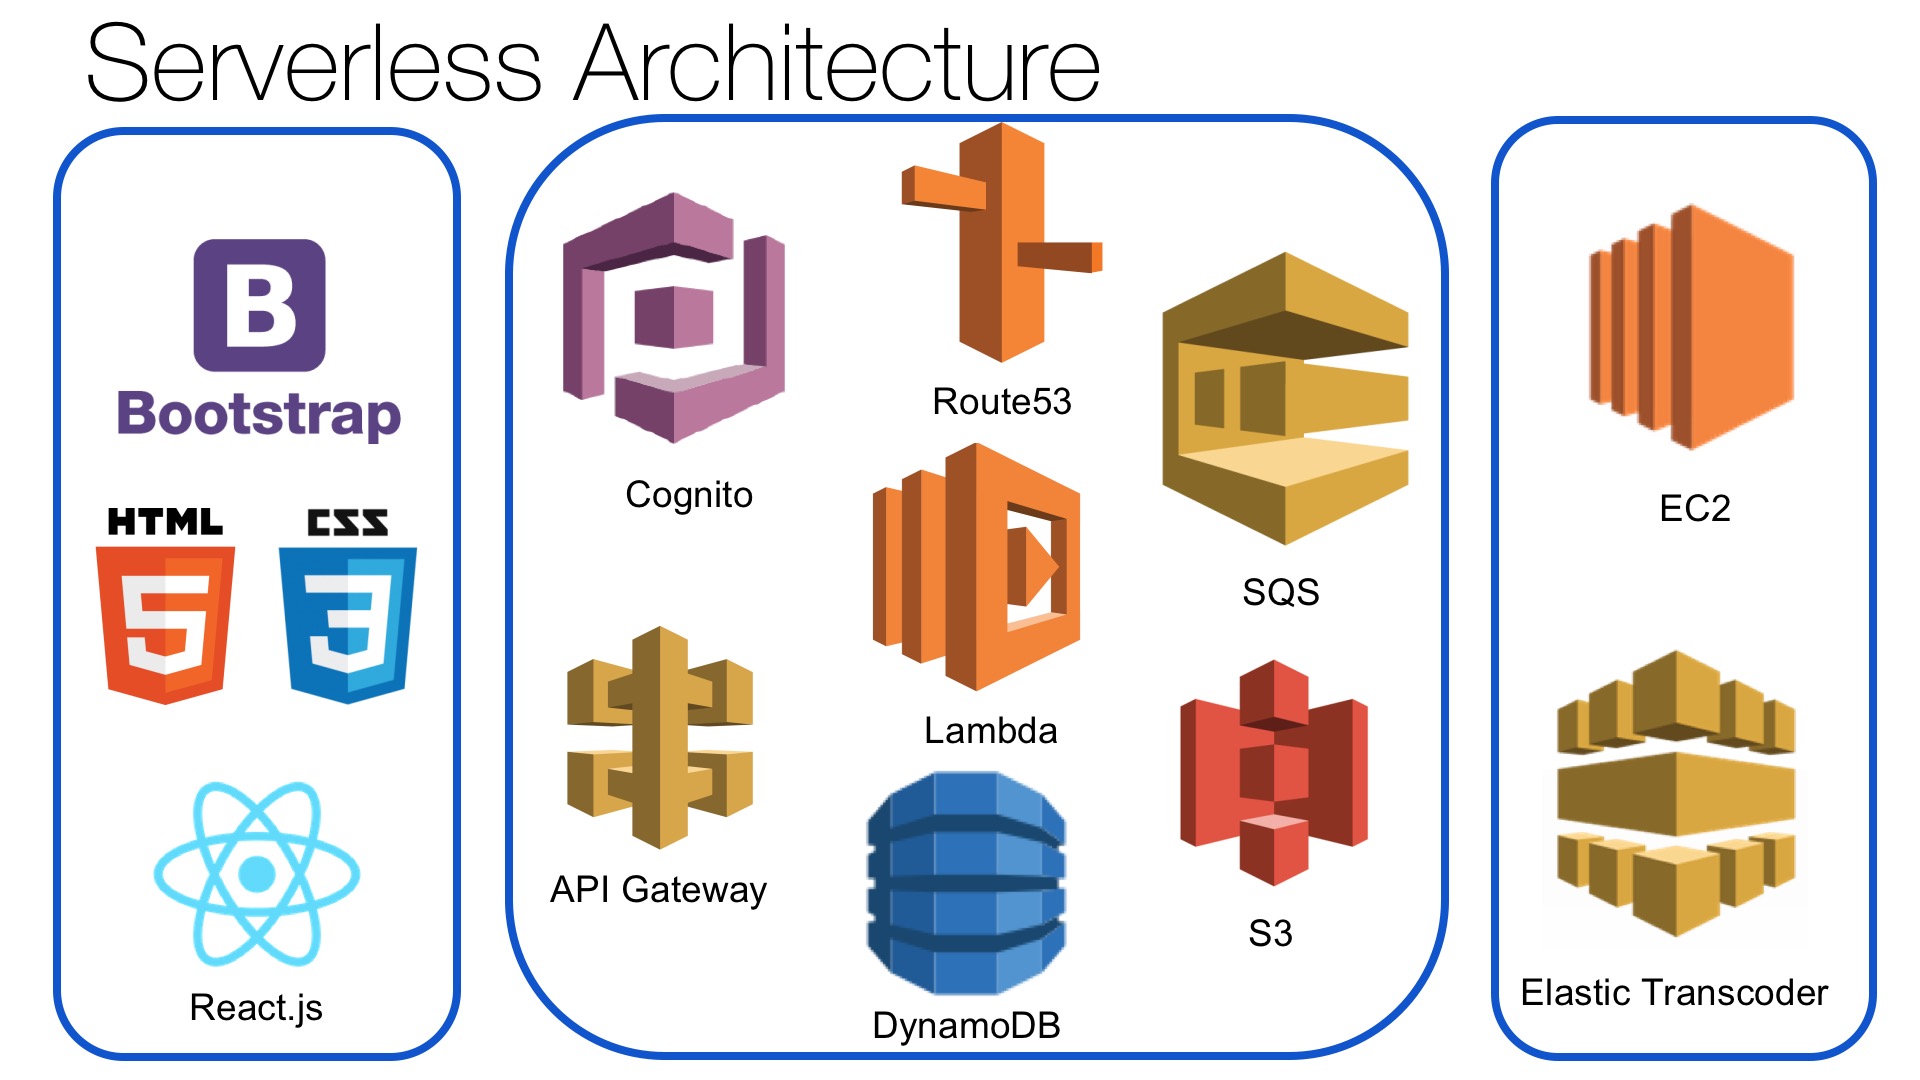 Serverless Architecture
B
Bootstrap
HTML
5
CSS
3
React.js
Cognito
Route53
SQS
Lambda
API Gateway
S3
DynamoDB
EC2
Elastic Transcoder